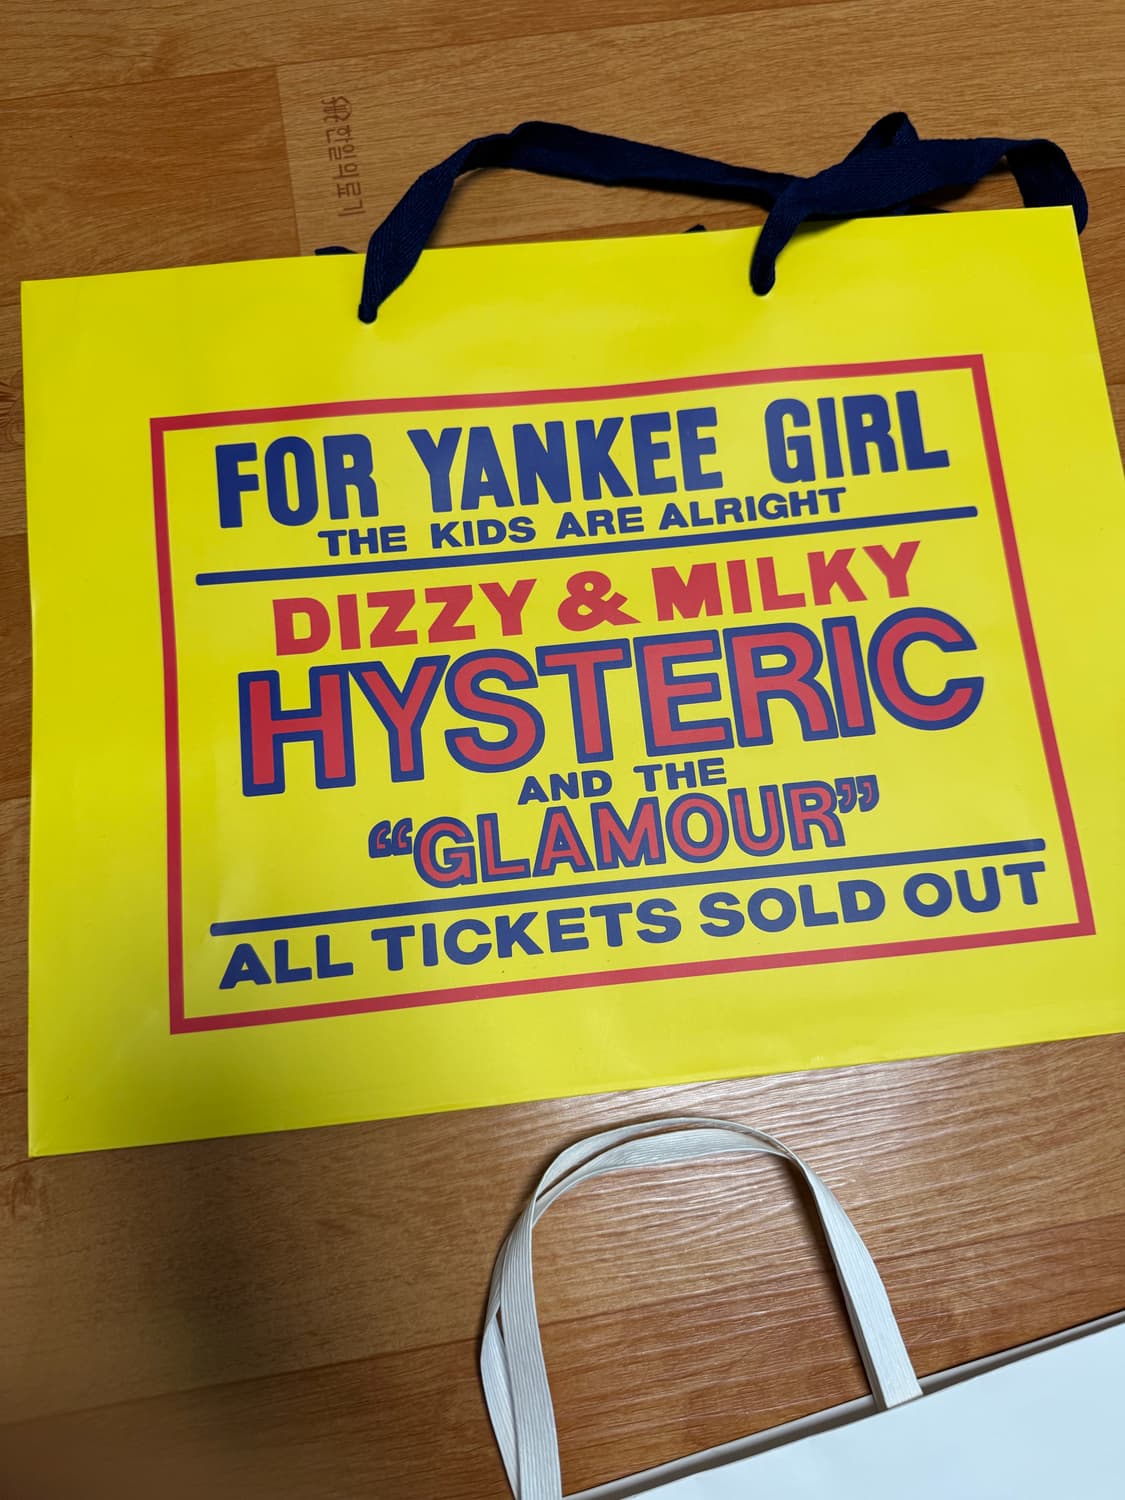 FOR YANKEE GIRL
THE KIDS ARE ALRIGHT
DIZZY & MILKY
HYSTERIC
AND THE
“GLAMOUR”
ALL TICKETS SOLD OUT